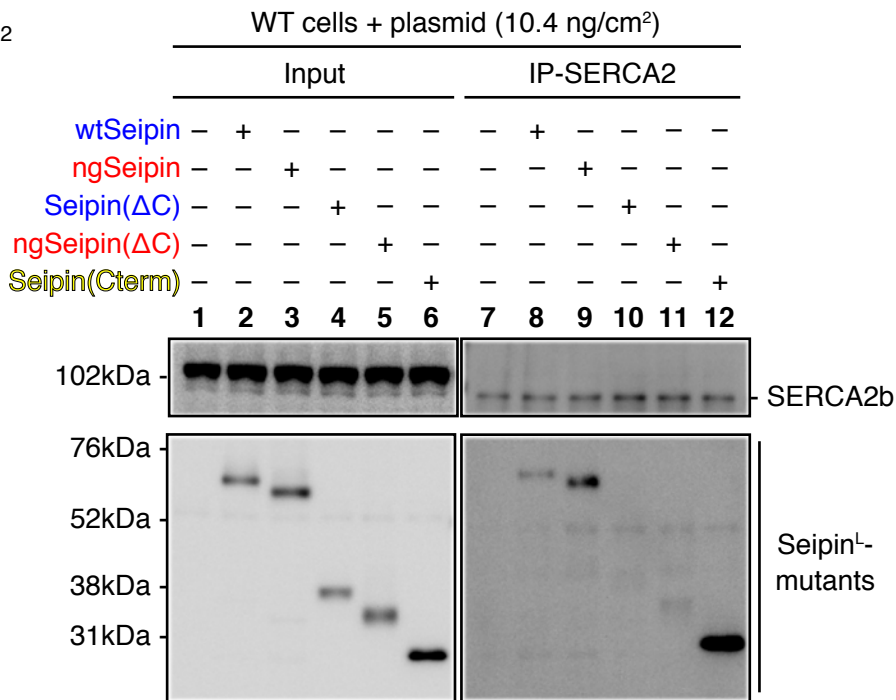 2
WT cells + plasmid (10.4 ng/cm²)
Input IP-SERCA2
wtSeipin – + – – – – – + – – – –
ngSeipin – – + – – – – – + – – –
Seipin(ΔC) – – – + – – – – – + – –
ngSeipin(ΔC) – – – – + – – – – – + –
Seipin(Cterm) – – – – – + – – – – – +
1 2 3 4 5 6 7 8 9 10 11 12
102kDa - - SERCA2b
76kDa -
52kDa -
38kDa -
31kDa -
Seipinᴸ-
mutants